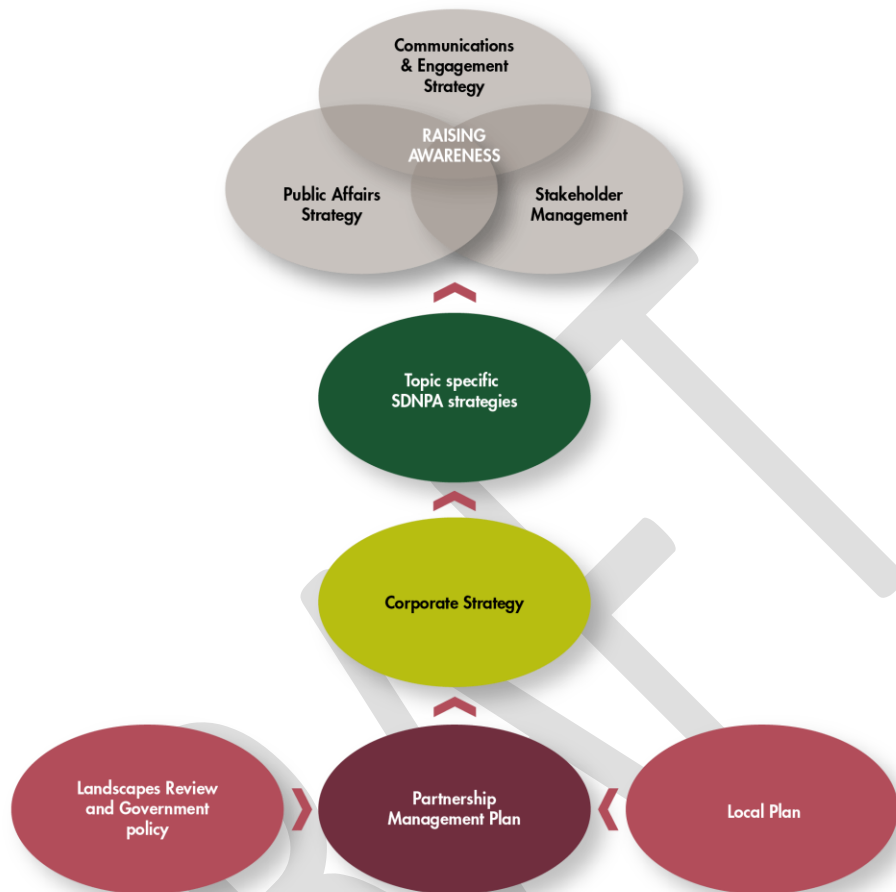 Communications
& Engagement
Strategy
RAISING
AWARENESS
Public Affairs
Strategy
Stakeholder
Management
Topic specific
SDNPA strategies
Corporate Strategy
Landscapes Review
and Government
policy
Partnership
Management Plan
Local Plan